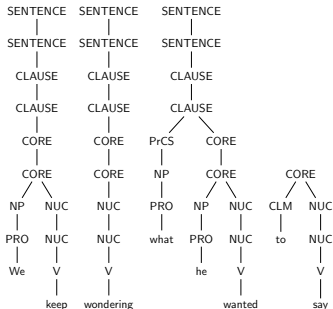 SENTENCE SENTENCE SENTENCE
SENTENCE SENTENCE SENTENCE
CLAUSE CLAUSE CLAUSE
CLAUSE CLAUSE CLAUSE
CORE CORE PrCS CORE
CORE CORE NP CORE CORE
NP NUC NUC PRO NP NUC CLM NUC
PRO NUC NUC what PRO NUC to NUC
We V V he V V
keep wondering wanted say